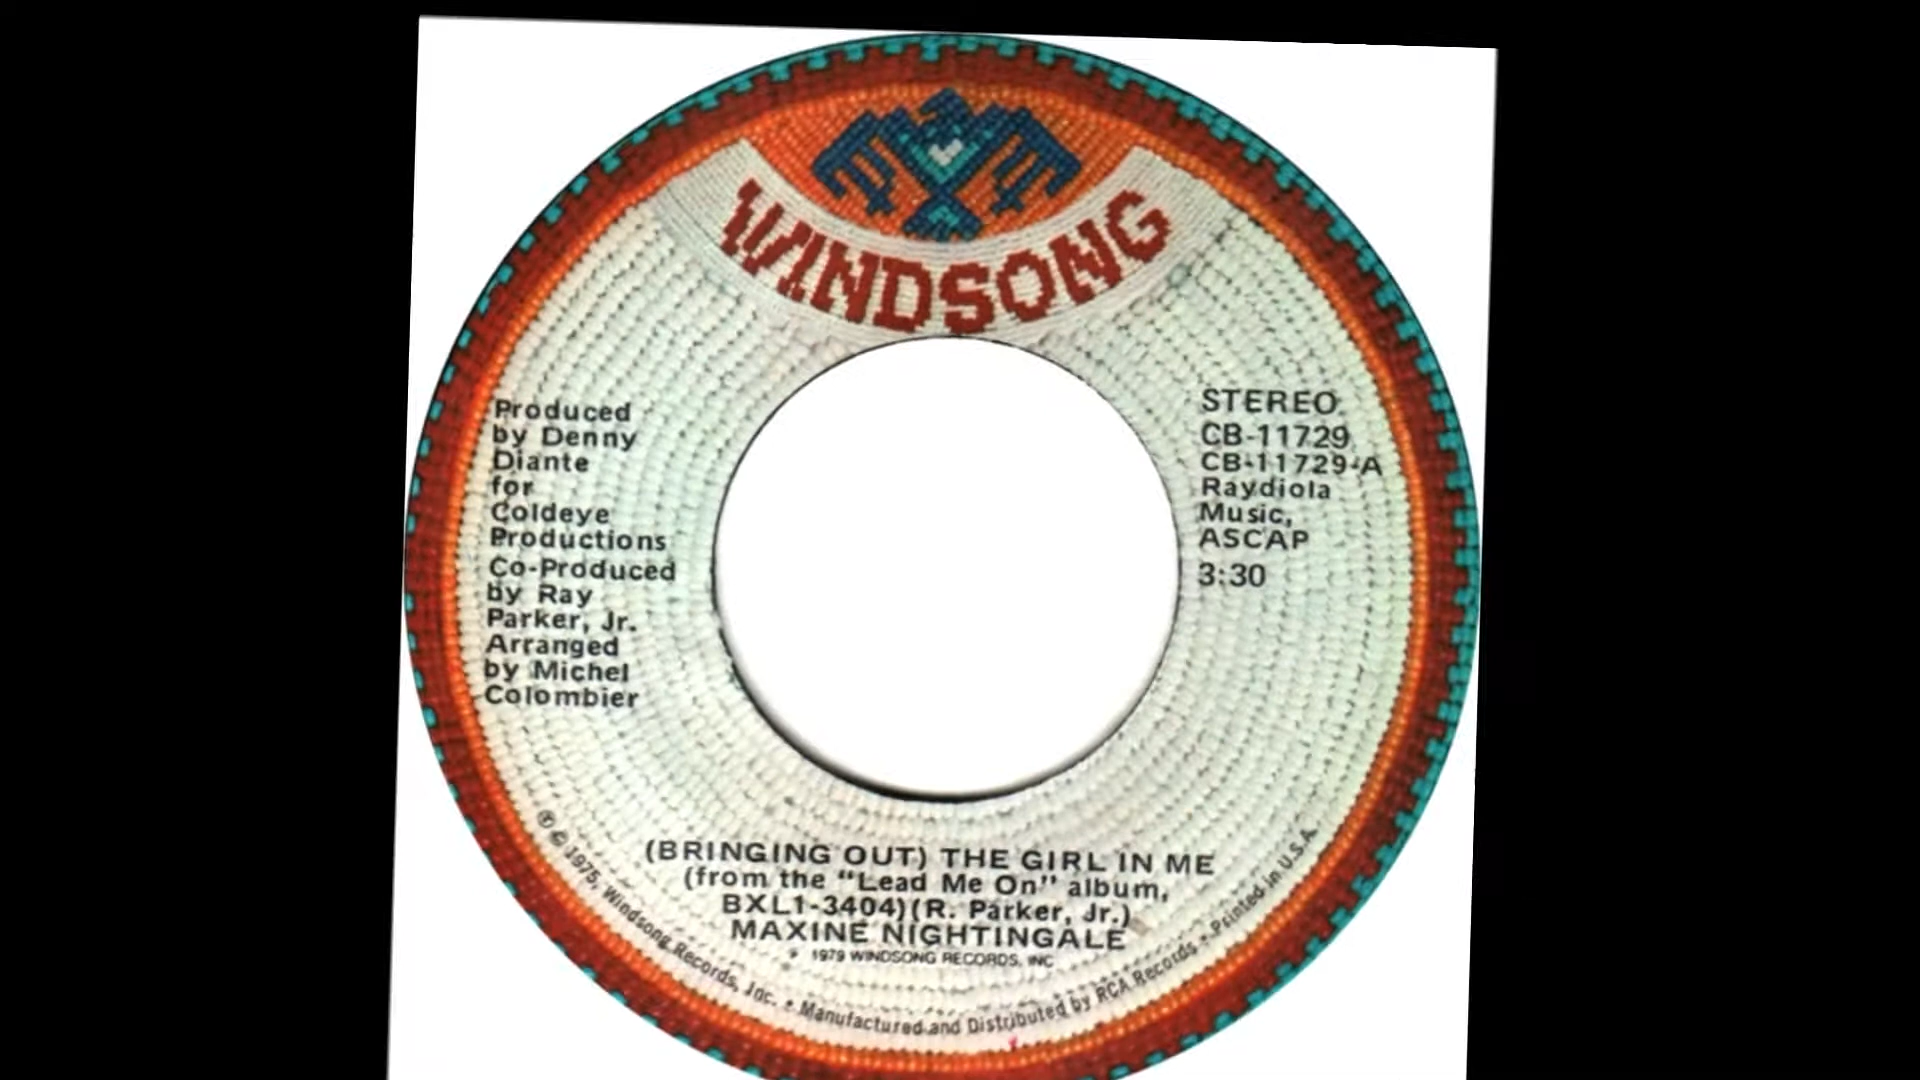 WINDSONG
Produced
by Denny
Diante
for
Coldeye
Productions
Co-Produced
by Ray
Parker, Jr.
Arranged
by Michel
Colombier
STEREO
CB-11729
CB-11729-A
Raydiola
Music,
ASCAP
3:30
(BRINGING OUT) THE GIRL IN ME
(from the "Lead Me On" album,
BXL1-3404)(R. Parker, Jr.)
MAXINE NIGHTINGALE
℗ 1979 WINDSONG RECORDS, INC
℗ © 1975, Windsong Records, Inc. • Manufactured and Distributed by RCA Records • Printed in U.S.A.